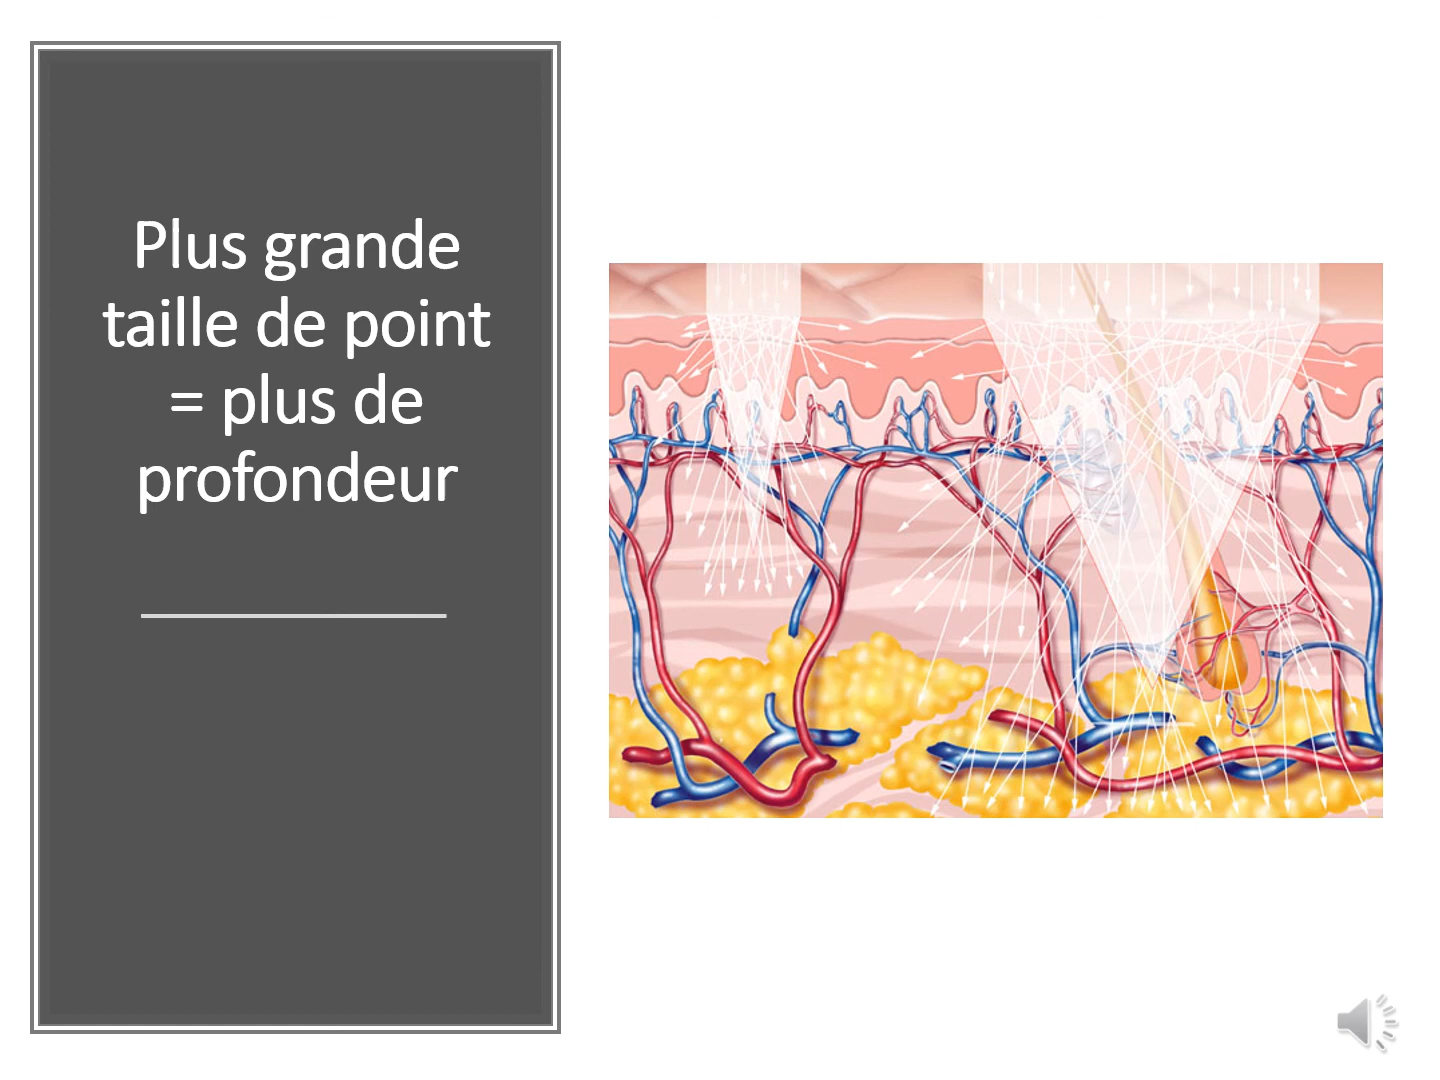 Plus grande
taille de point
= plus de
profondeur